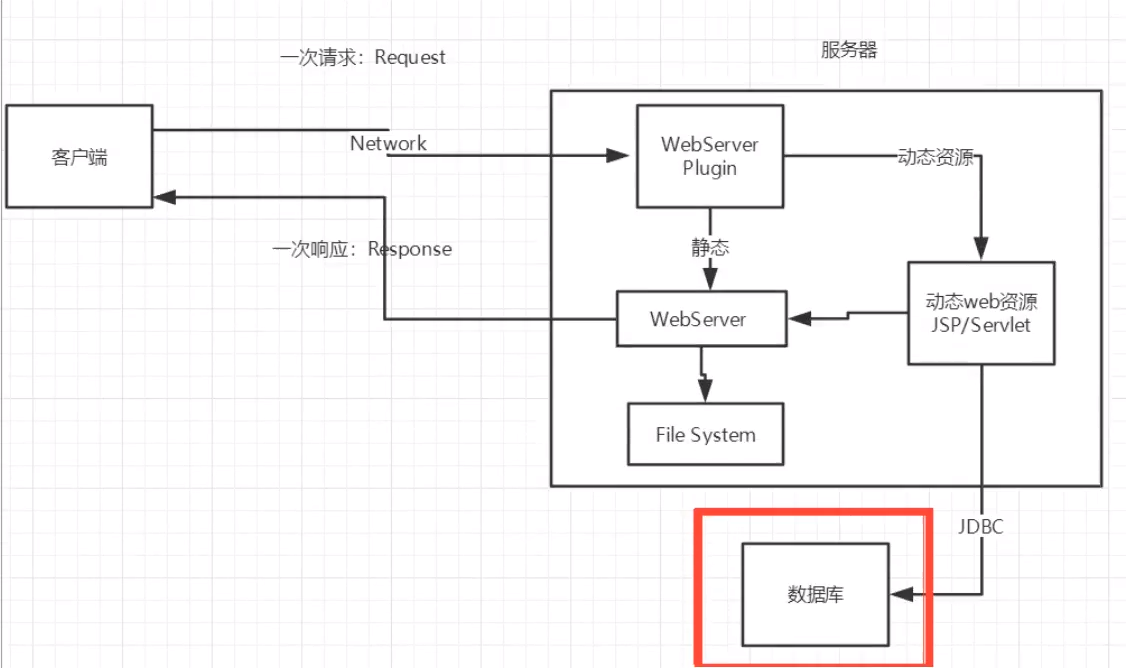 一次请求：Request
服务器
客户端
Network
WebServer
Plugin
动态资源
一次响应：Response
静态
动态web资源
JSP/Servlet
WebServer
File System
JDBC
数据库